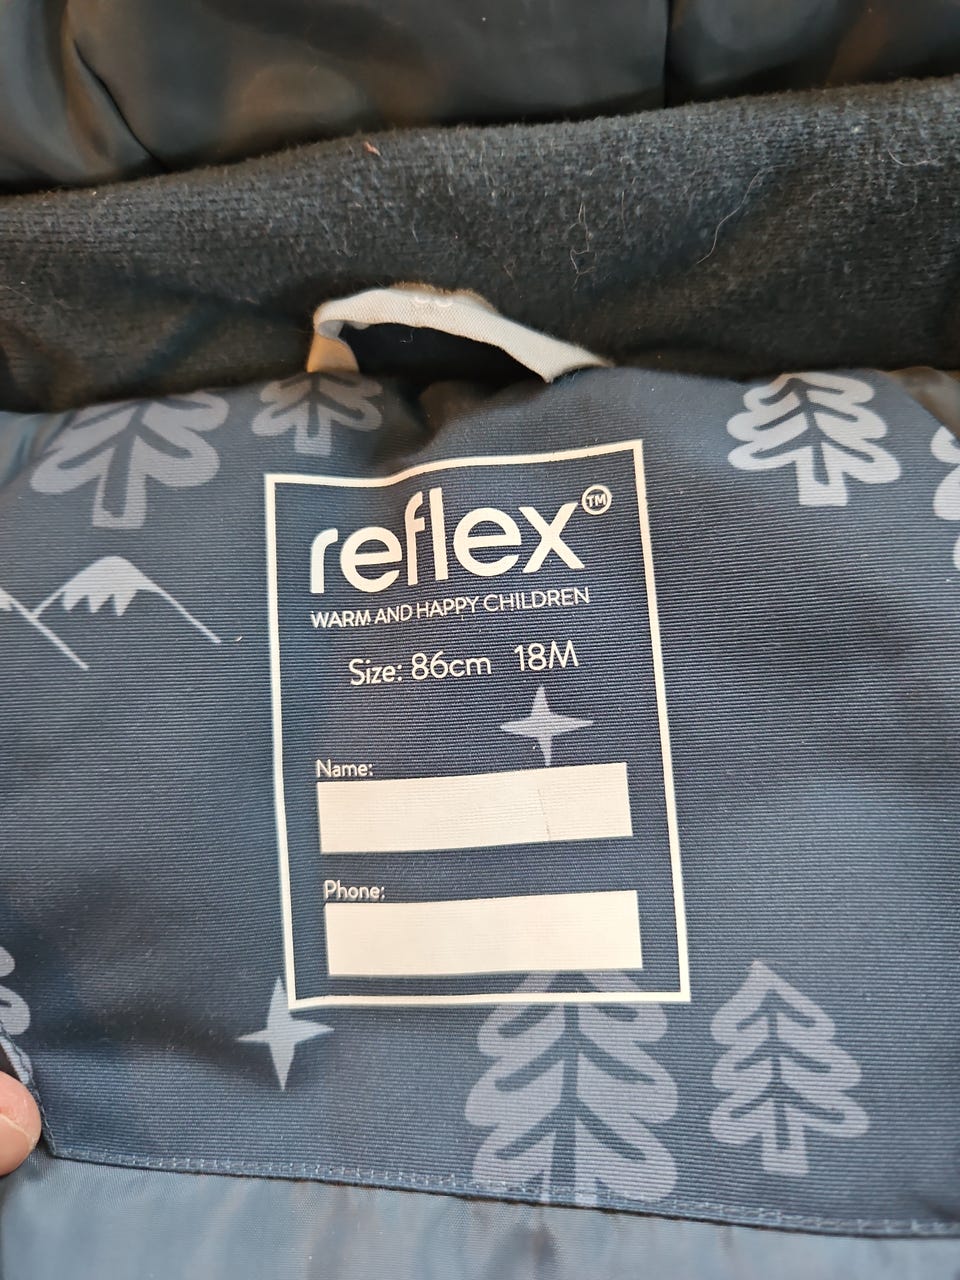 reflex™
WARM AND HAPPY CHILDREN
Size: 86cm 18M
Name:
Phone: